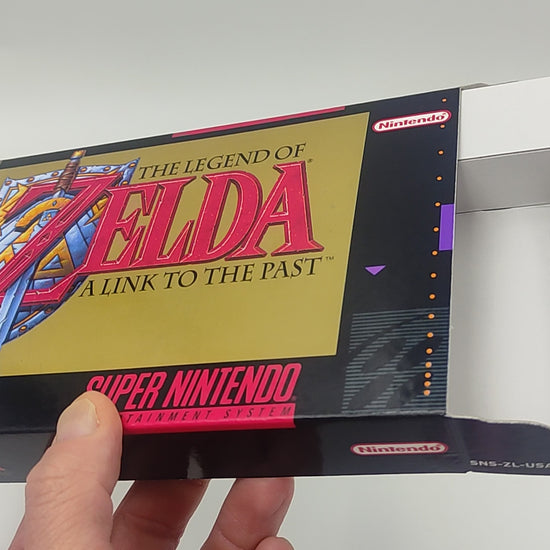 THE LEGEND OF
ZELDA
A LINK TO THE PAST™
Nintendo®
SUPER NINTENDO
TAINMENT SYSTEM
Nintendo®
SNS-ZL-USA